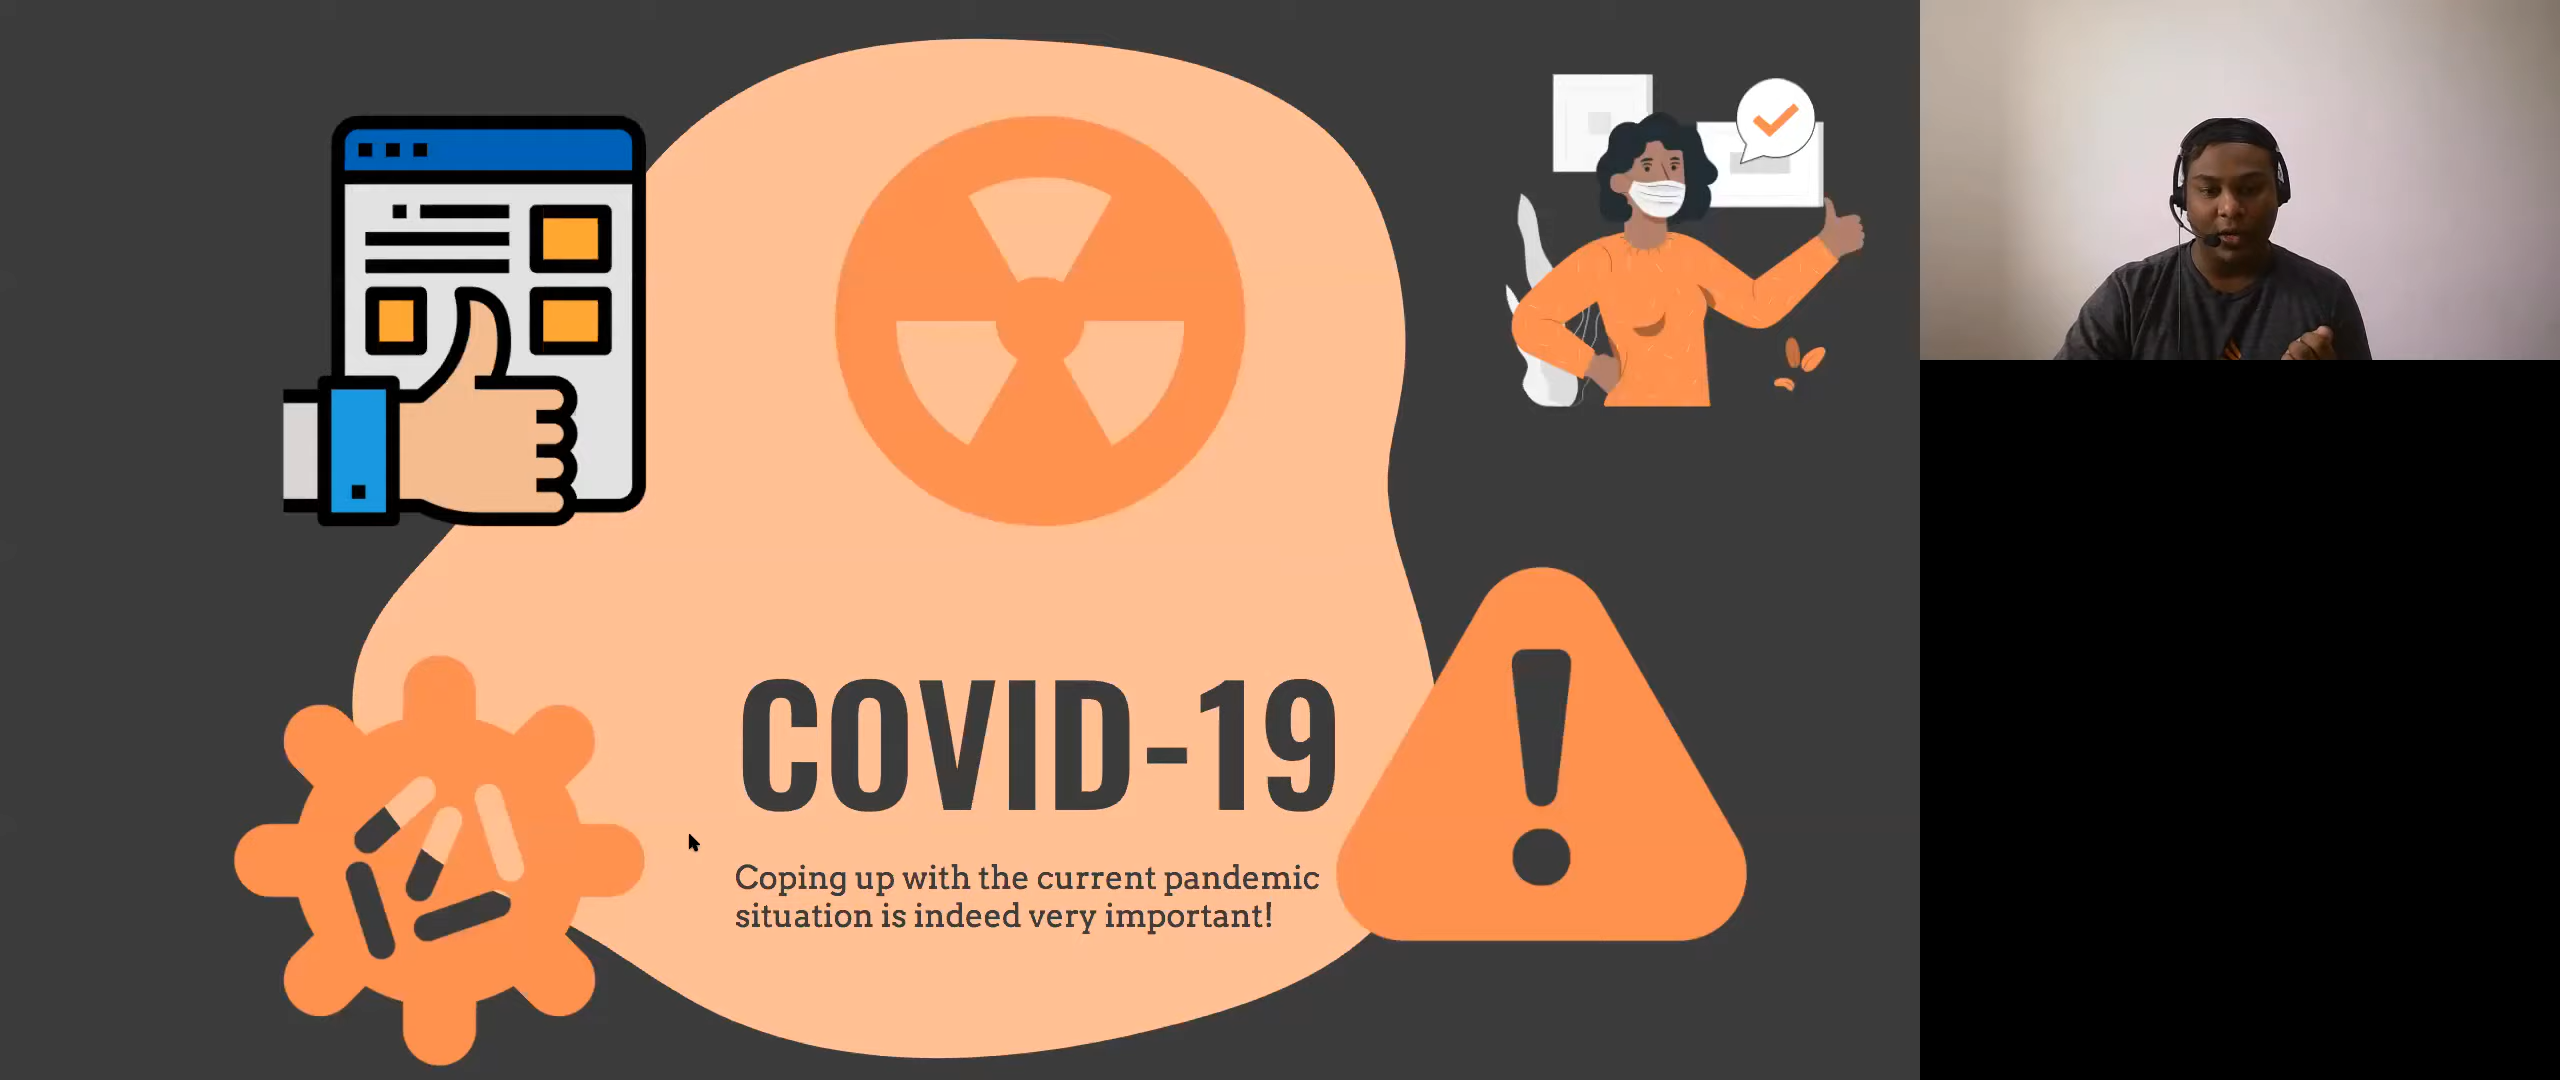 COVID-19
Coping up with the current pandemic
situation is indeed very important!